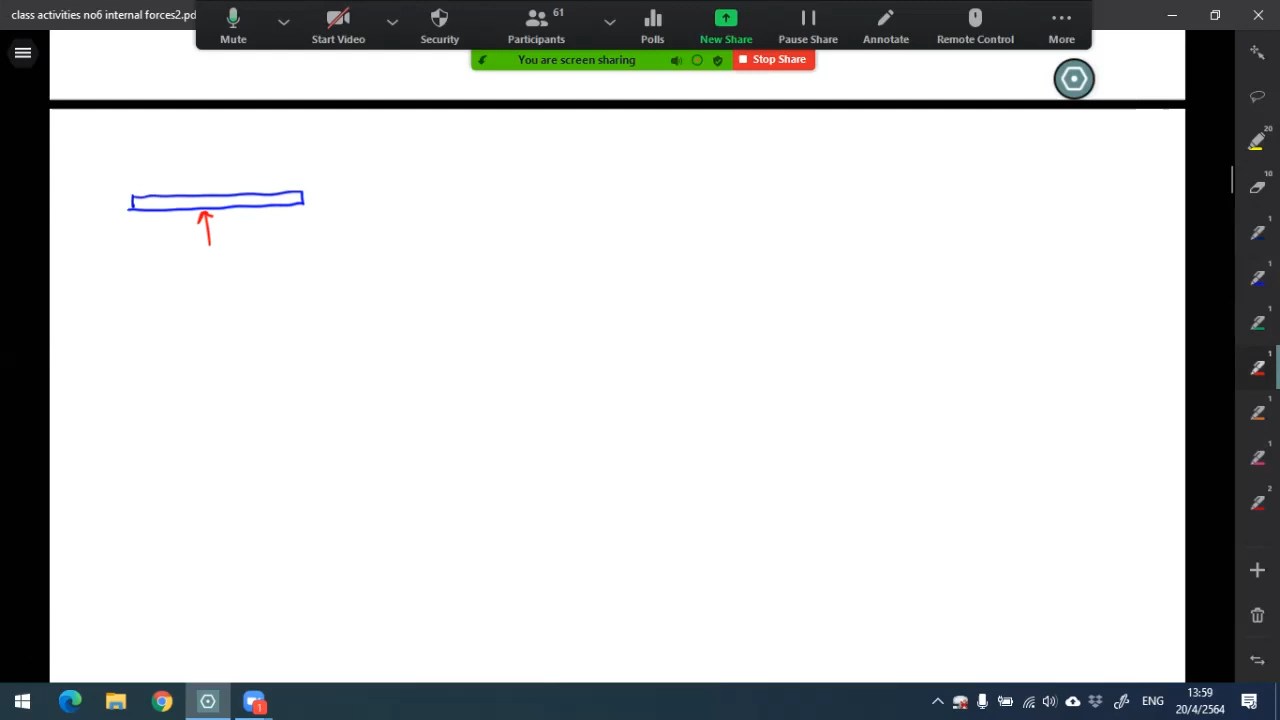 class activities no6 internal forces2.pd
61
Mute
Start Video
Security
Participants
Polls
New Share
Pause Share
Annotate
Remote Control
More
You are screen sharing
Stop Share
20
10
1
1
1
1
1
1
2
1
ENG
13:59
20/4/2564